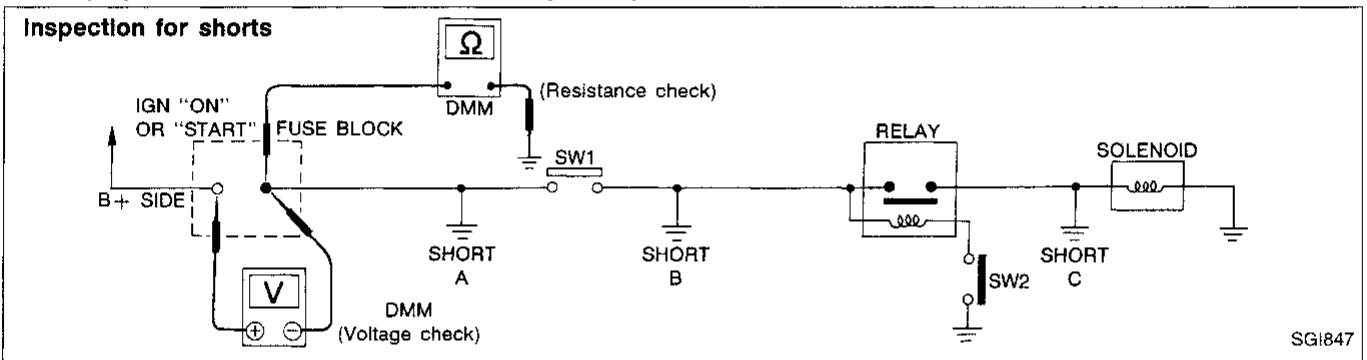 Inspection for shorts
Ω
DMM
(Resistance check)
IGN "ON"
OR "START"
FUSE BLOCK
B+ SIDE
SW1
RELAY
SOLENOID
SHORT
A
SHORT
B
SHORT
C
SW2
V
+ −
DMM
(Voltage check)
SGI847